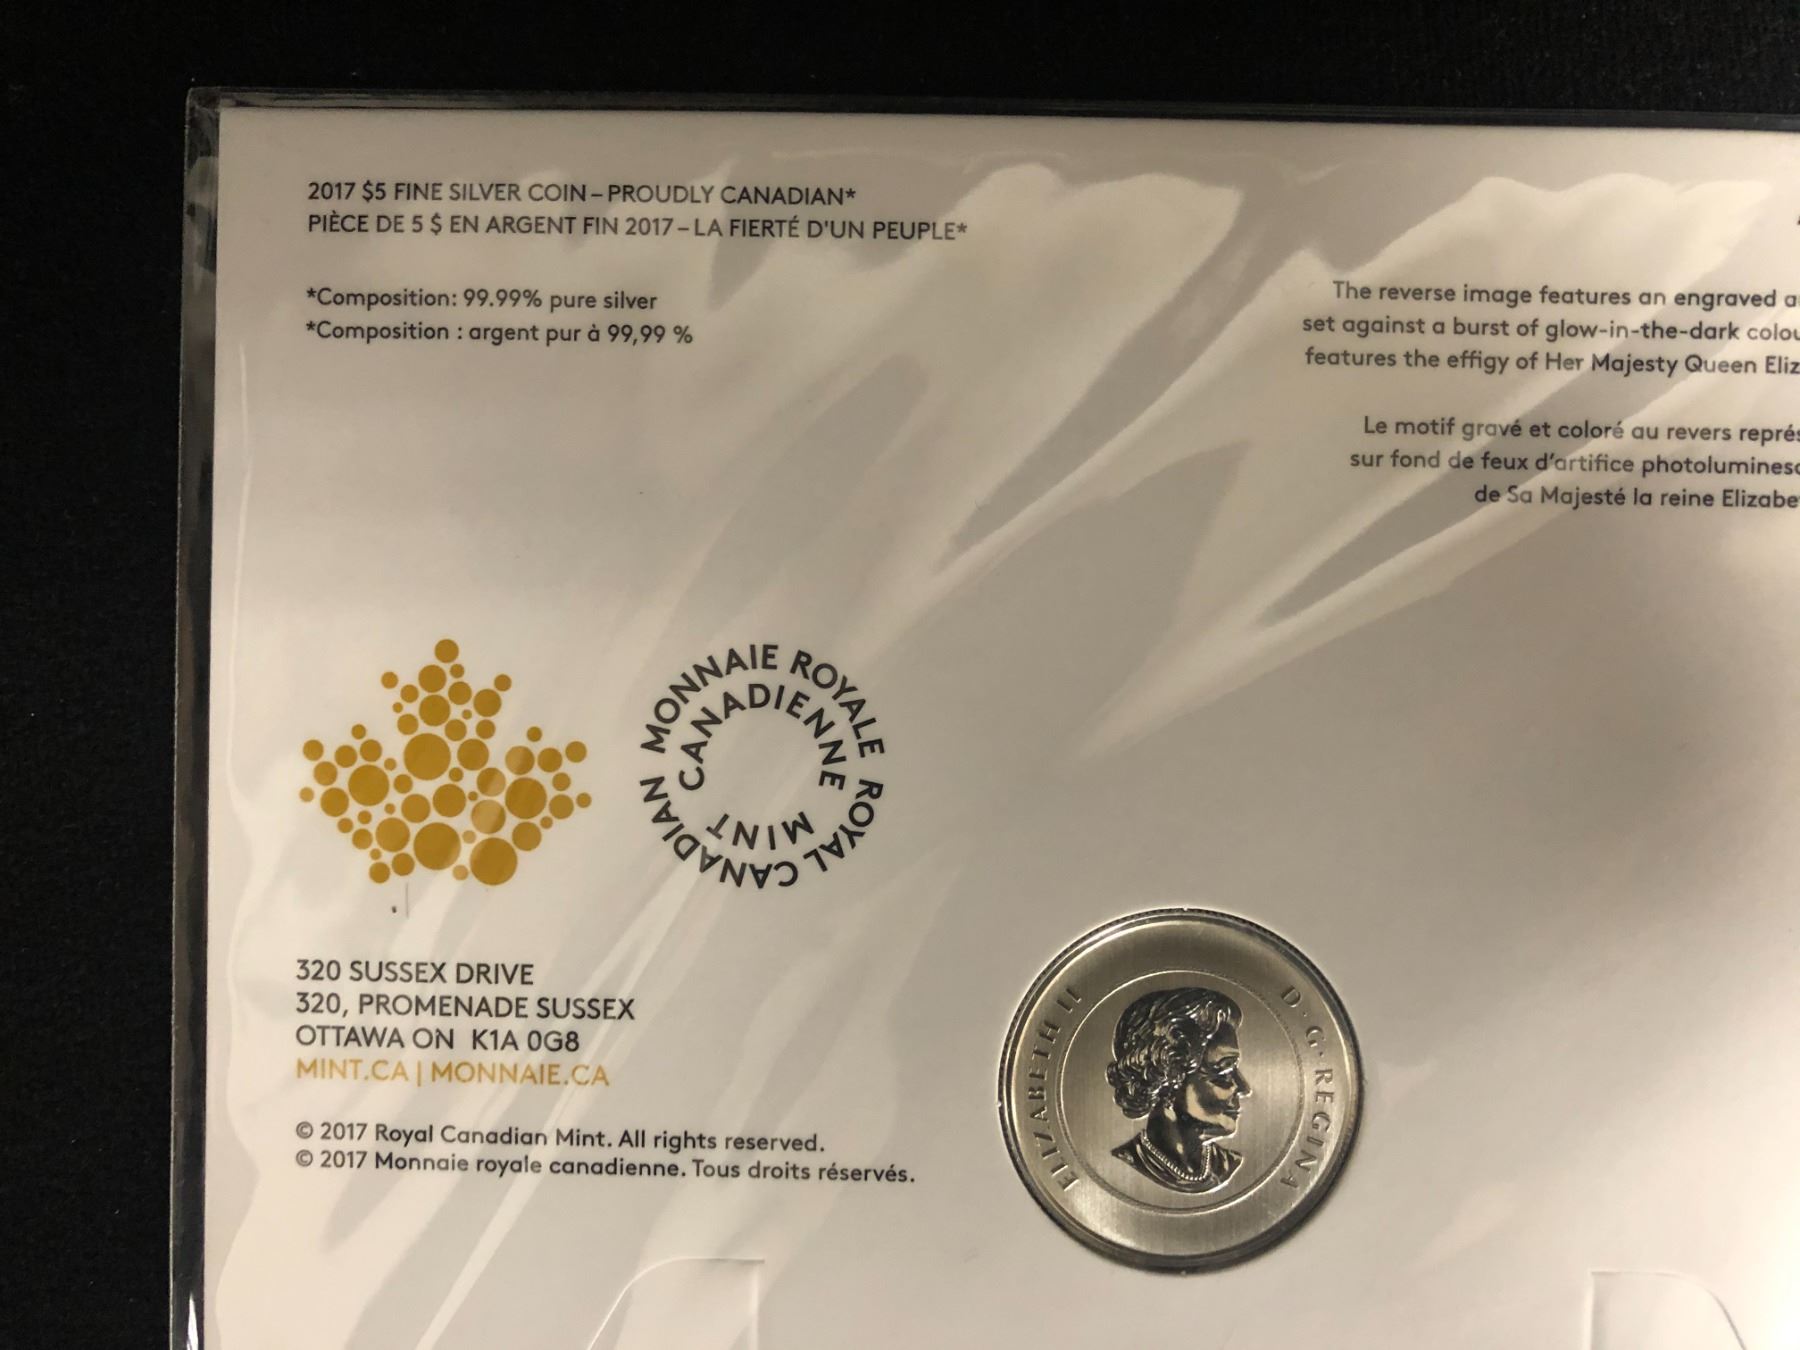 2017 $5 FINE SILVER COIN – PROUDLY CANADIAN*
PIÈCE DE 5 $ EN ARGENT FIN 2017 – LA FIERTÉ D'UN PEUPLE*
*Composition: 99.99% pure silver
*Composition : argent pur à 99,99 %
The reverse image features an engraved
set against a burst of glow-in-the-dark
features the effigy of Her Majesty Queen
Le motif gravé et coloré au revers
sur fond de feux d'artifice
de Sa Majesté la reine
MONNAIE ROYALE
CANADIENNE
ROYAL CANADIAN
MINT
320 SUSSEX DRIVE
320, PROMENADE SUSSEX
OTTAWA ON K1A 0G8
MINT.CA | MONNAIE.CA
© 2017 Royal Canadian Mint. All rights reserved.
© 2017 Monnaie royale canadienne. Tous droits réservés.
ELIZABETH II
D·G·REGINA